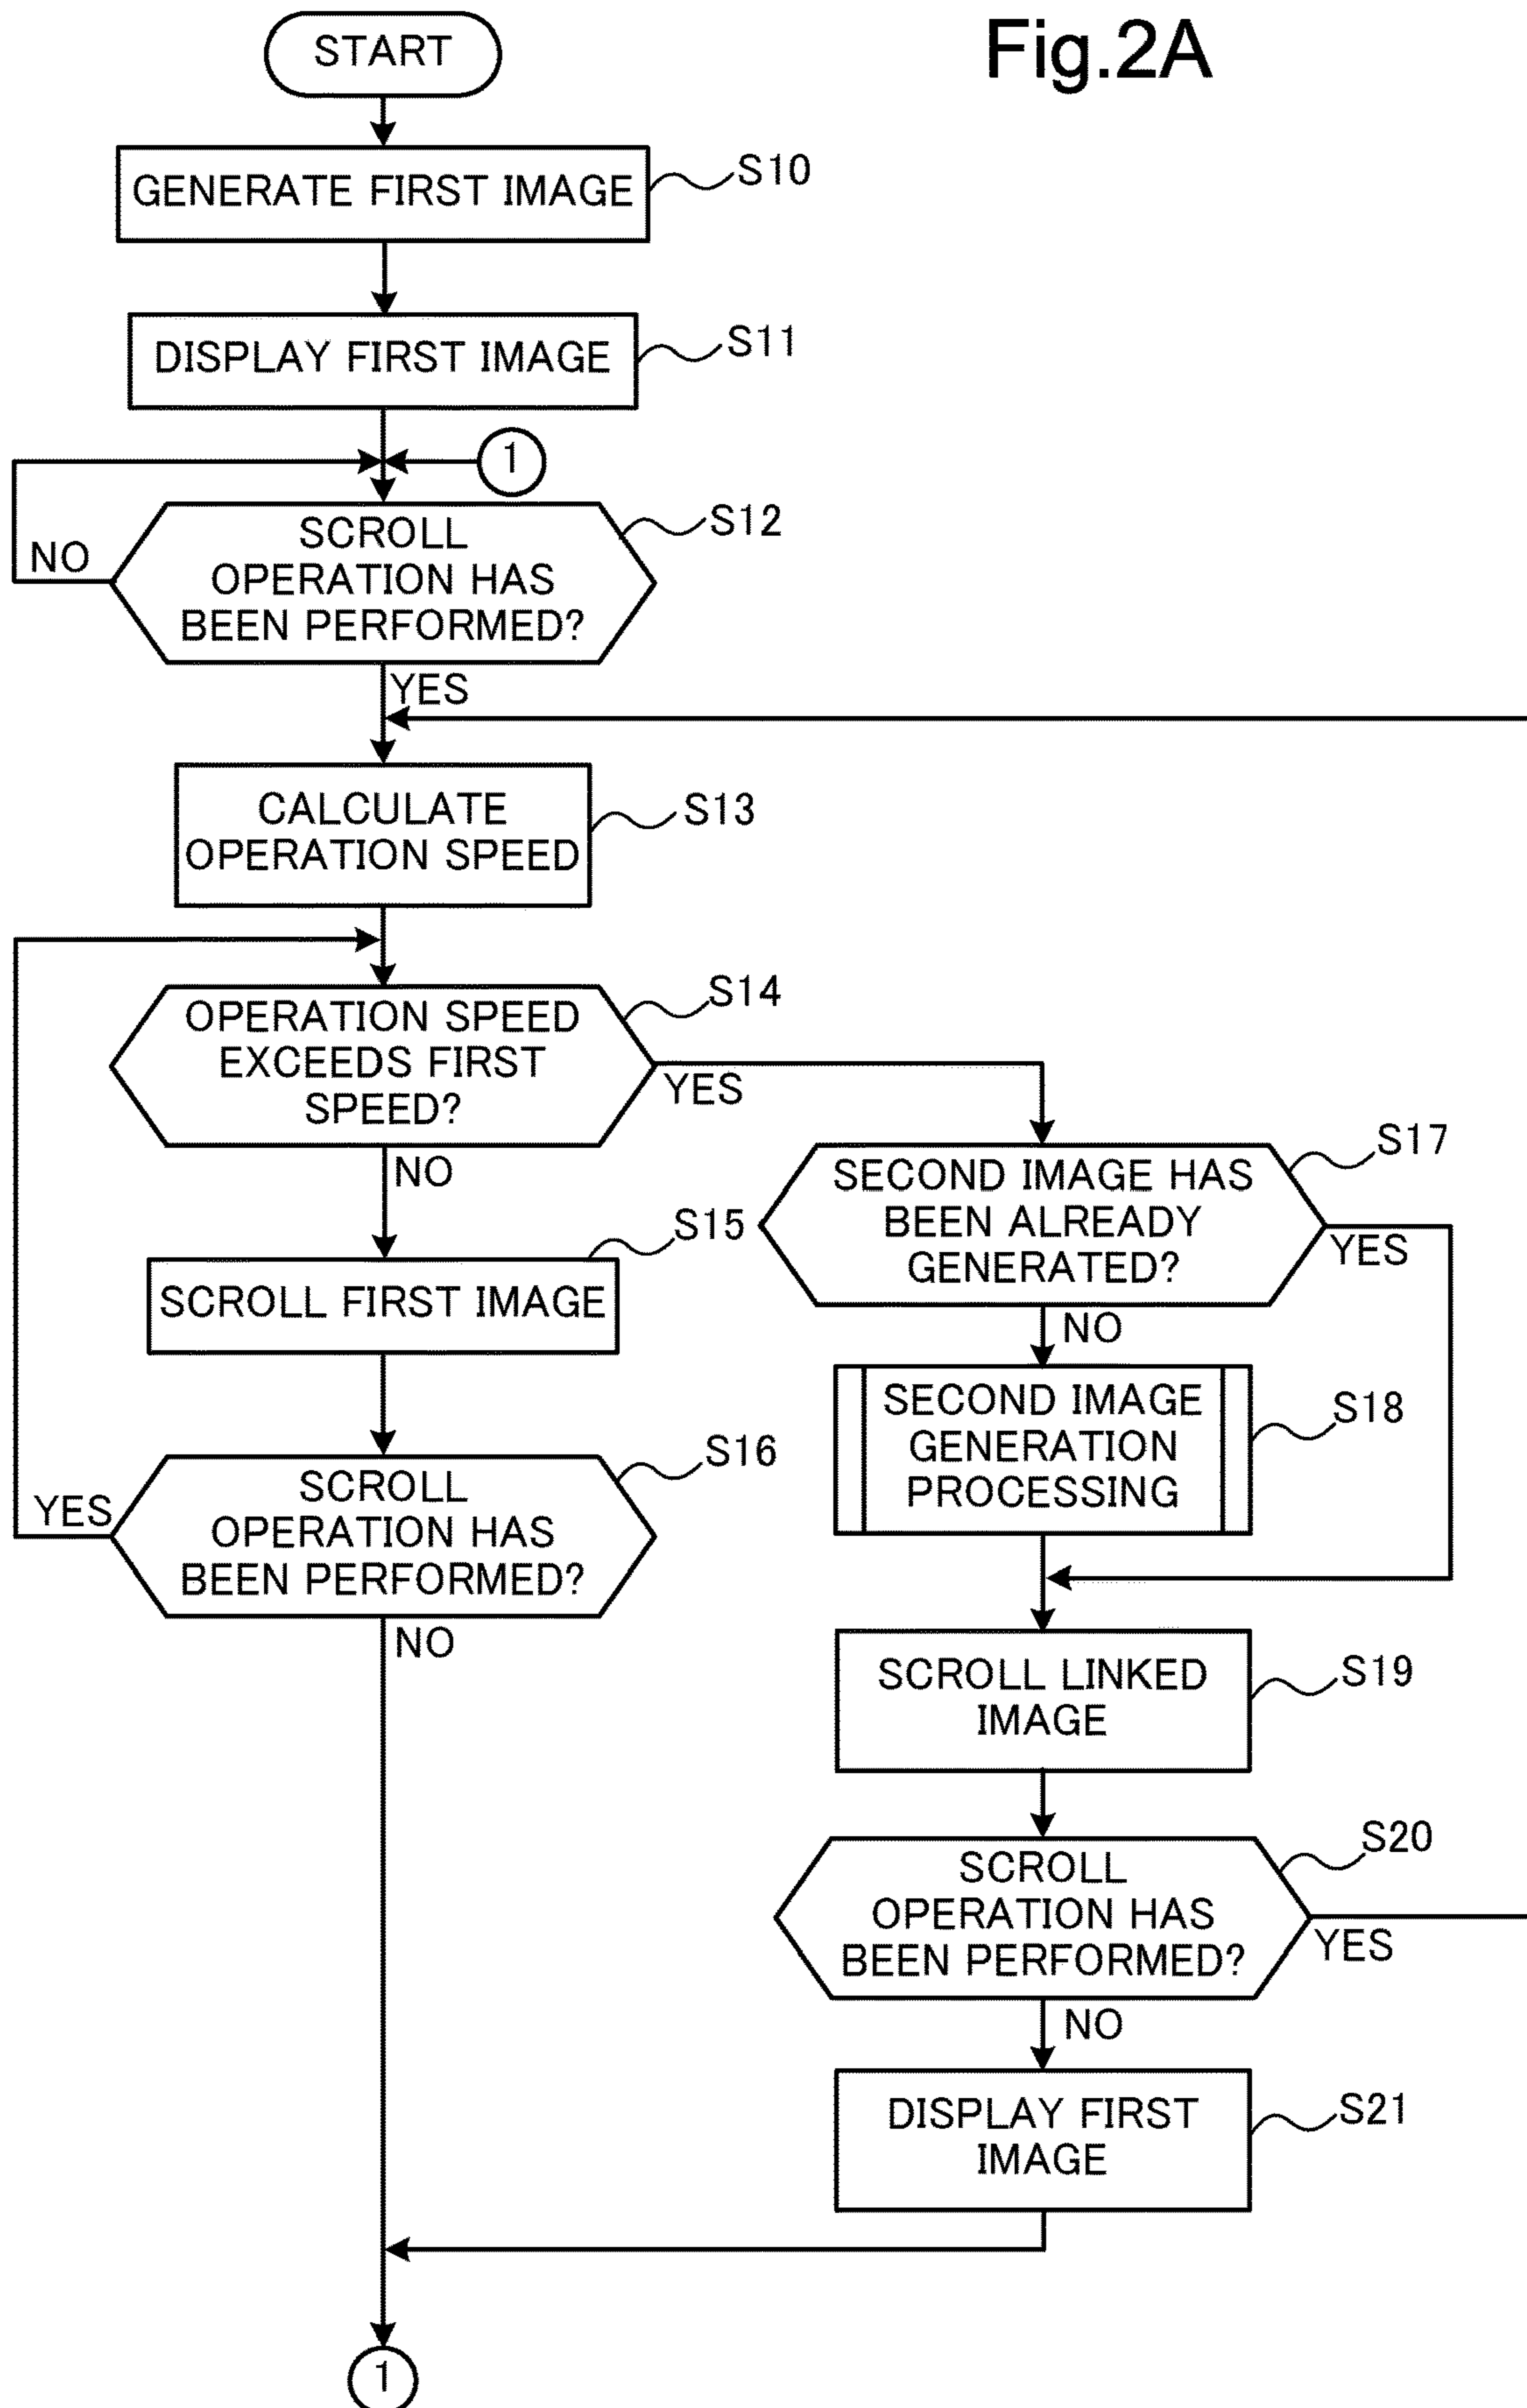 Fig.2A
START
GENERATE FIRST IMAGE
S10
DISPLAY FIRST IMAGE
S11
1
SCROLL
OPERATION HAS
BEEN PERFORMED?
S12
NO
YES
CALCULATE
OPERATION SPEED
S13
OPERATION SPEED
EXCEEDS FIRST
SPEED?
S14
YES
NO
SCROLL FIRST IMAGE
S15
SCROLL
OPERATION HAS
BEEN PERFORMED?
S16
YES
NO
SECOND IMAGE HAS
BEEN ALREADY
GENERATED?
S17
YES
NO
SECOND IMAGE
GENERATION
PROCESSING
S18
SCROLL LINKED
IMAGE
S19
SCROLL
OPERATION HAS
BEEN PERFORMED?
S20
YES
NO
DISPLAY FIRST
IMAGE
S21
1